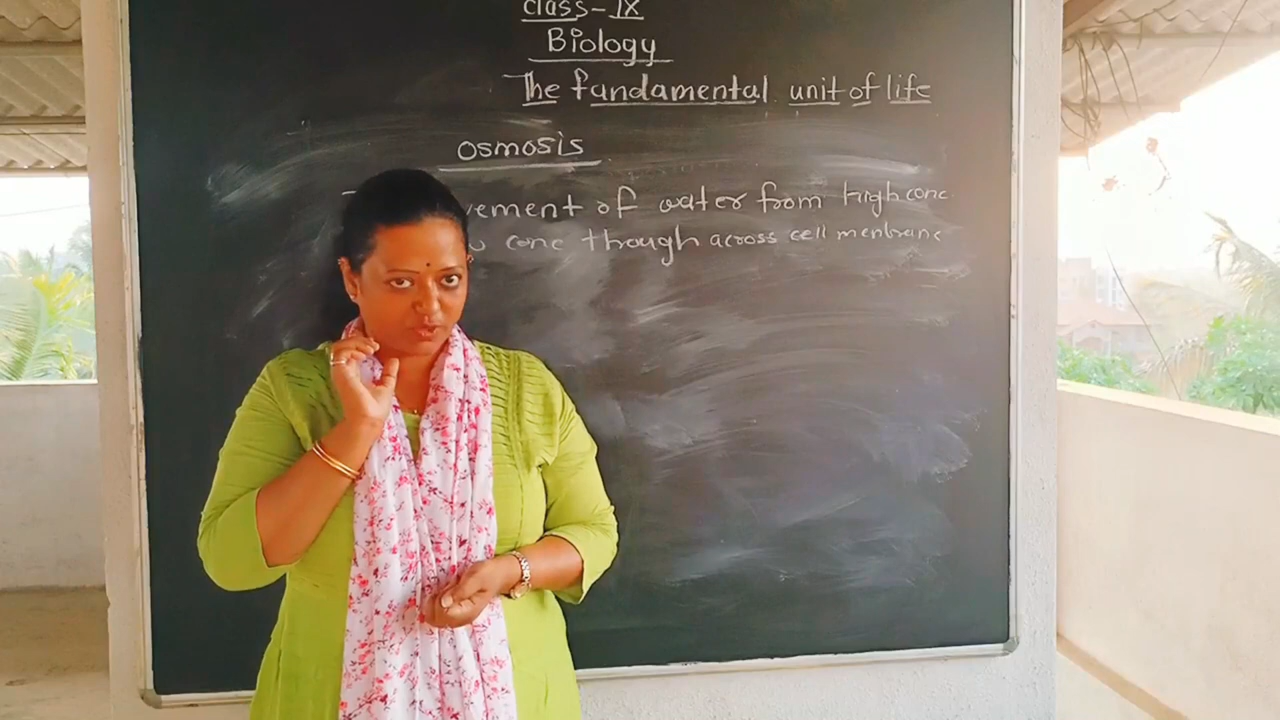 class-IX
Biology
The fundamental unit of life
osmosis
vement of water from high conc
conc though across cell menbrane